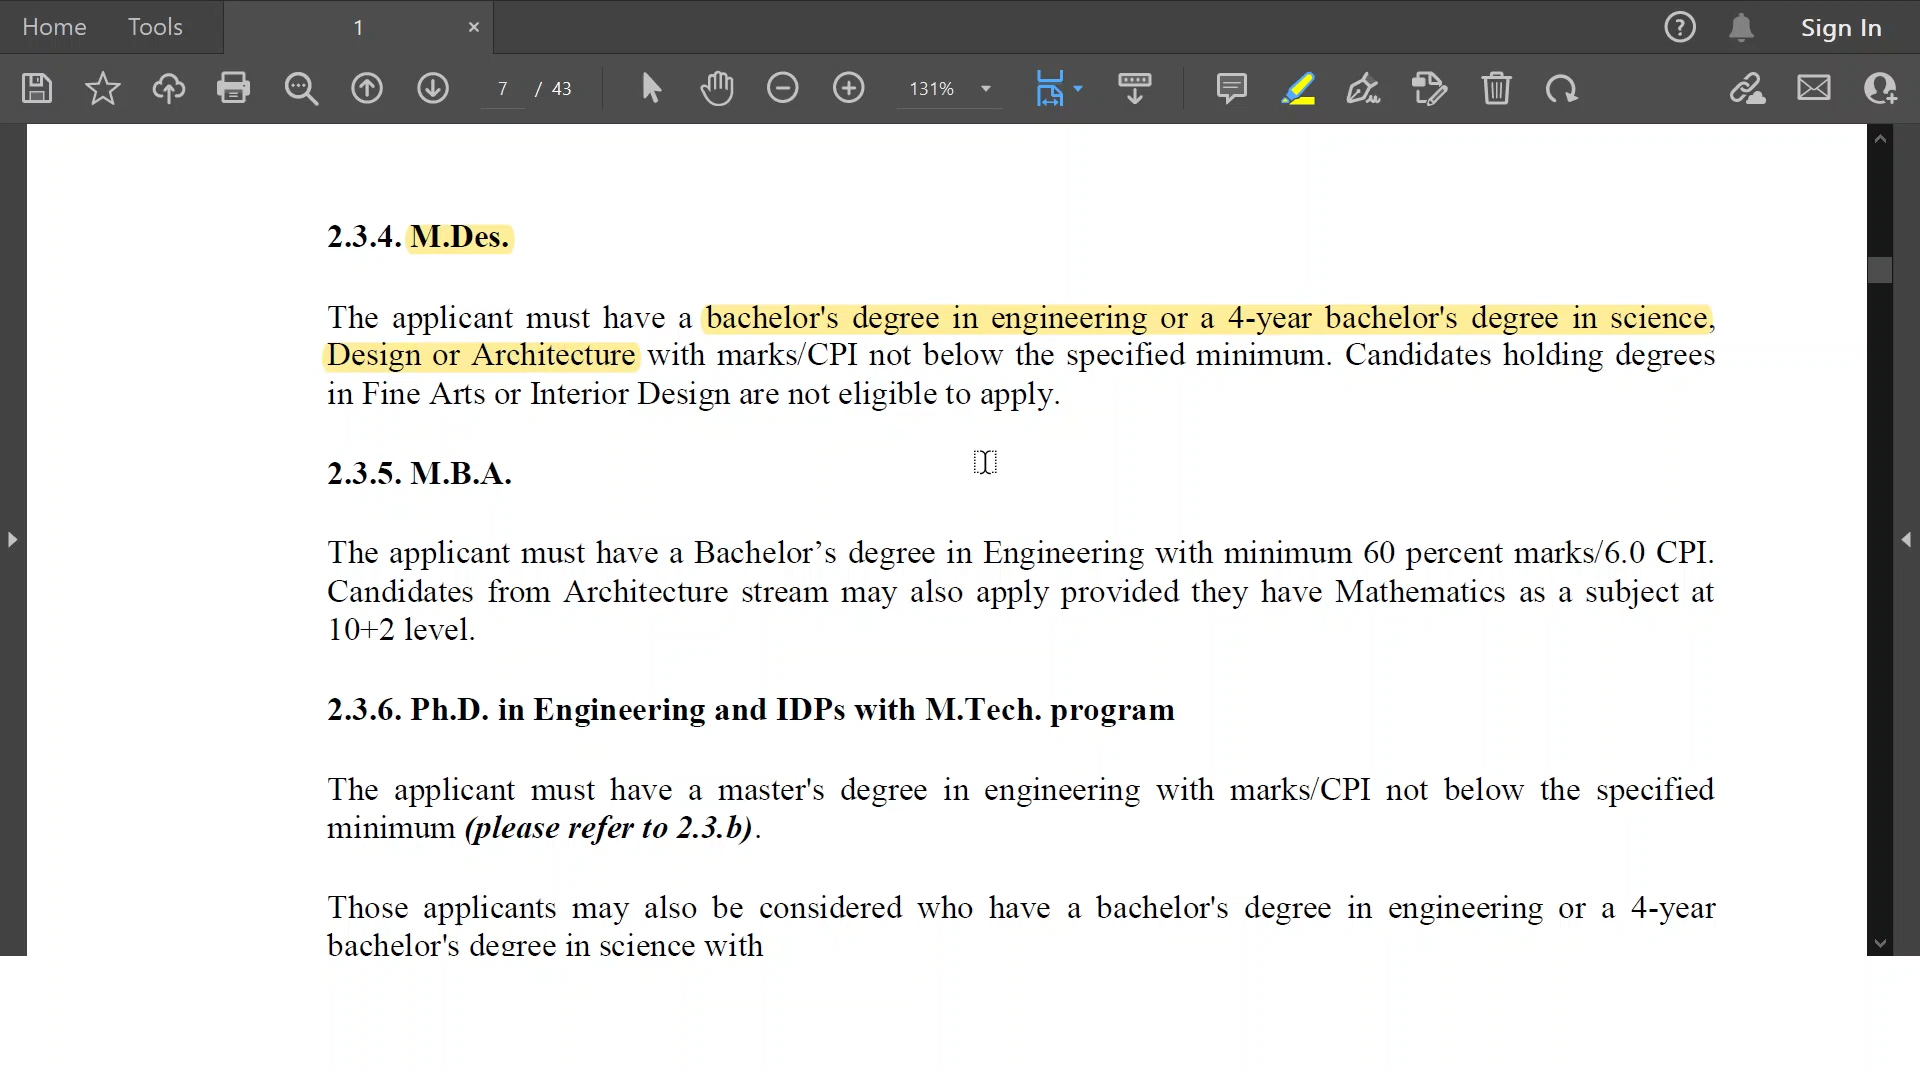 Home Tools 1 × Sign In
7 / 43 131%
2.3.4. M.Des.
The applicant must have a bachelor's degree in engineering or a 4-year bachelor's degree in science,
Design or Architecture with marks/CPI not below the specified minimum. Candidates holding degrees
in Fine Arts or Interior Design are not eligible to apply.
2.3.5. M.B.A.
The applicant must have a Bachelor’s degree in Engineering with minimum 60 percent marks/6.0 CPI.
Candidates from Architecture stream may also apply provided they have Mathematics as a subject at
10+2 level.
2.3.6. Ph.D. in Engineering and IDPs with M.Tech. program
The applicant must have a master's degree in engineering with marks/CPI not below the specified
minimum (please refer to 2.3.b).
Those applicants may also be considered who have a bachelor's degree in engineering or a 4-year
bachelor's degree in science with